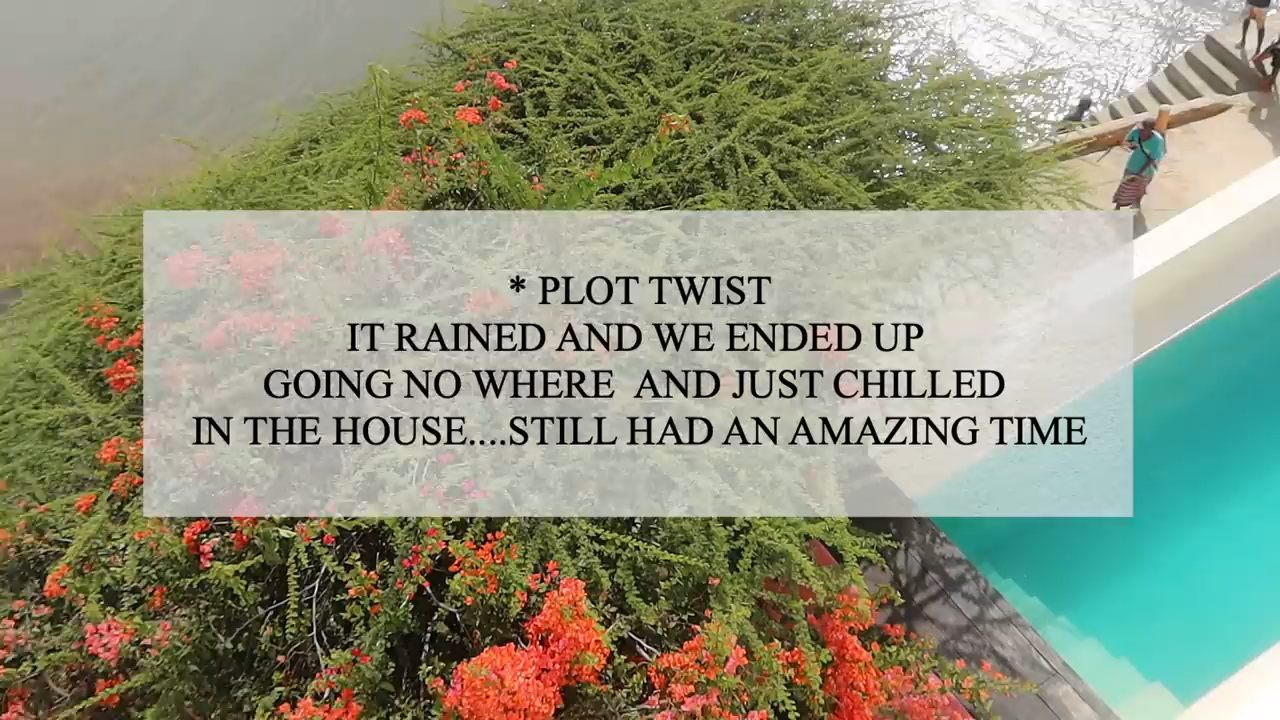 * PLOT TWIST
IT RAINED AND WE ENDED UP
GOING NO WHERE  AND JUST CHILLED
IN THE HOUSE....STILL HAD AN AMAZING TIME